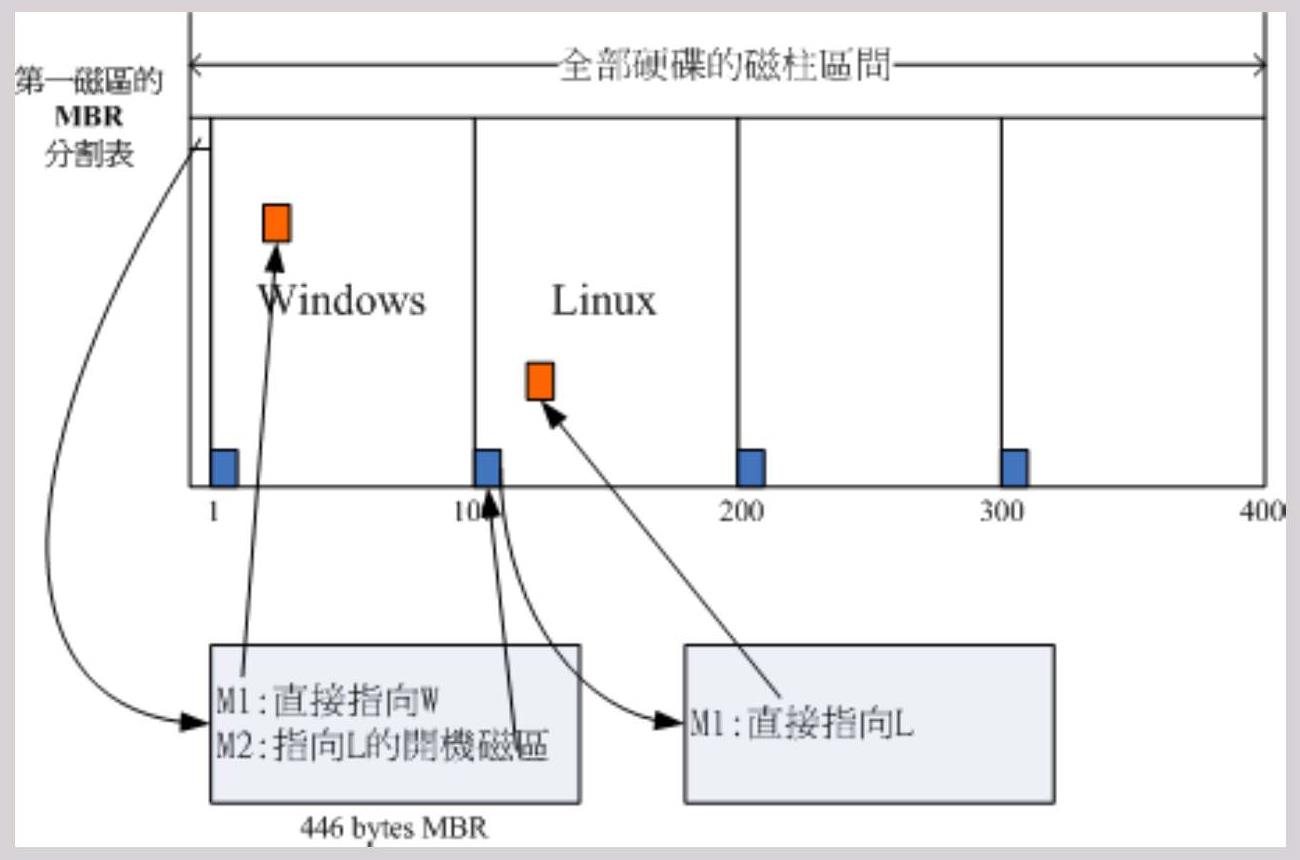 全部硬碟的磁柱區間
第一磁區的
MBR
分割表
Windows
Linux
1
100
200
300
400
M1:直接指向W
M2:指向L的開機磁區
M1:直接指向L
446 bytes MBR